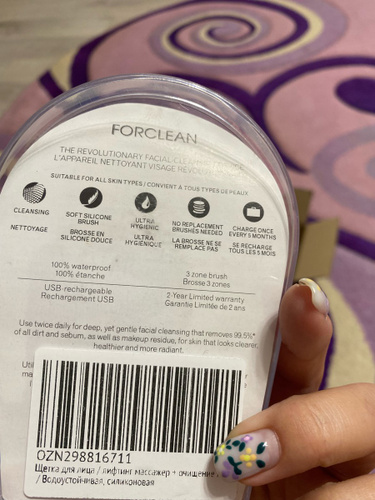 FORCLEAN
THE REVOLUTIONARY FACIAL
L'APPAREIL NETTOYANT VISAGE
SUITABLE FOR ALL SKIN TYPES / CONVIENT À TOUS TYPES DE PEAUX
CLEANSING
NETTOYAGE
SOFT SILICONE
BRUSH
BROSSE EN
SILICONE DOUCE
ULTRA
HYGIENIC
ULTRA
HYGIÉNIQUE
NO REPLACEMENT
BRUSHES NEEDED
LA BROSSE NE SE
REMPLACE PAS
CHARGE ONCE
EVERY 5 MONTHS
SE RECHARGE
TOUS LES 5 MOIS
100% waterproof
100% étanche
3 zone brush
Brosse 3 zones
USB-rechargeable
Rechargement USB
2-Year Limited warranty
Garantie Limitée de 2 ans
Use twice daily for deep, yet gentle facial cleansing that removes 99.5%*
of all dirt and sebum, as well as makeup residue, for skin that looks clearer,
healthier and more radiant.
OZN298816711
Щетка для лица / лифтинг массажер + очищение
/ Водоустойчивая, силиконовая